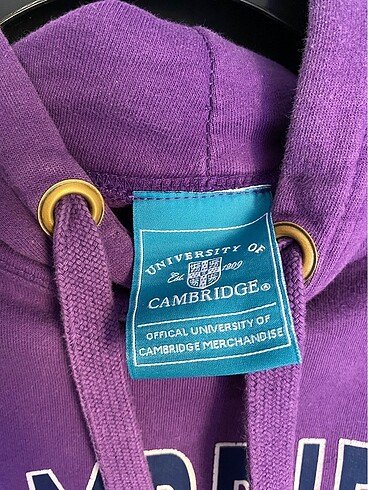 UNIVERSITY OF
Est 1209
CAMBRIDGE®
OFFICAL UNIVERSITY OF
CAMBRIDGE MERCHANDISE